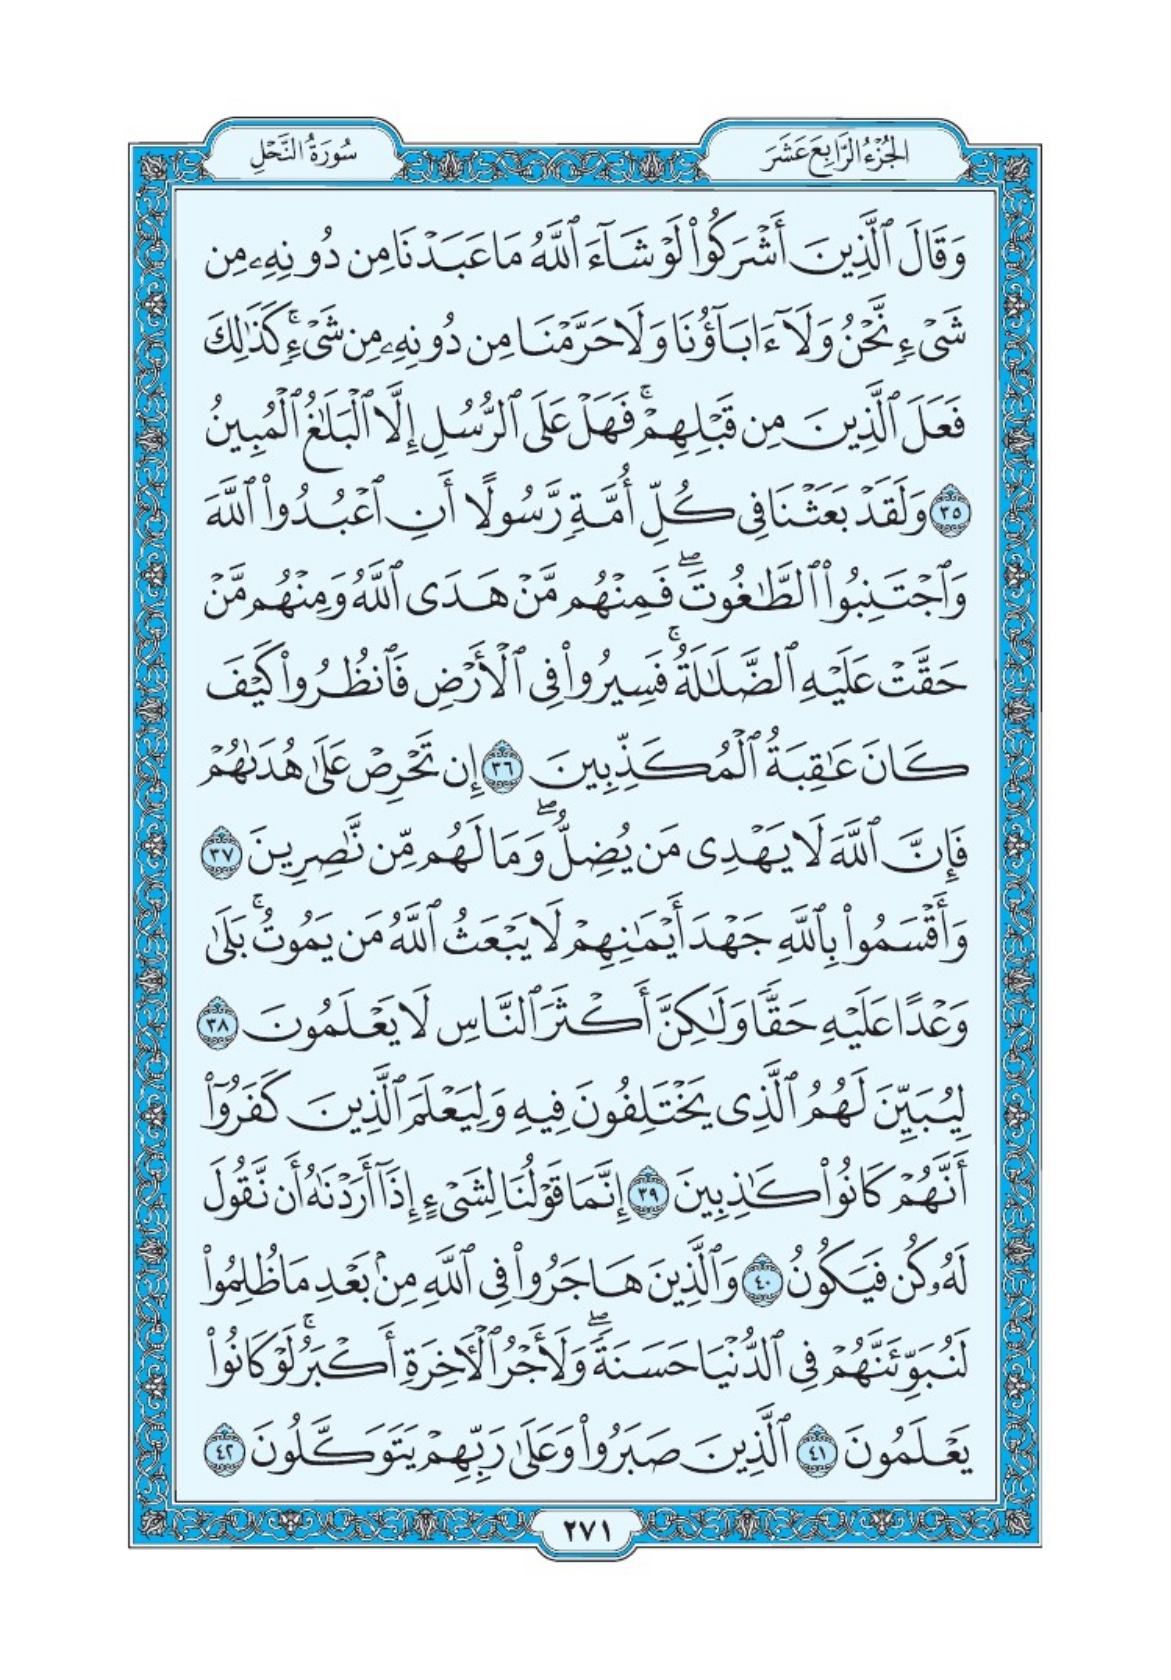 الجُزْءُ الرَّابِعَ عَشَرَ
سُورَةُ النَّحْلِ
وَقَالَ ٱلَّذِينَ أَشْرَكُوا۟ لَوْ شَآءَ ٱللَّهُ مَا عَبَدْنَا مِن دُونِهِۦ مِن
شَىْءٍ نَّحْنُ وَلَآ ءَابَآؤُنَا وَلَا حَرَّمْنَا مِن دُونِهِۦ مِن شَىْءٍ ۚ كَذَٰلِكَ
فَعَلَ ٱلَّذِينَ مِن قَبْلِهِمْ ۚ فَهَلْ عَلَى ٱلرُّسُلِ إِلَّا ٱلْبَلَٰغُ ٱلْمُبِينُ
٣٥ وَلَقَدْ بَعَثْنَا فِى كُلِّ أُمَّةٍ رَّسُولًا أَنِ ٱعْبُدُوا۟ ٱللَّهَ
وَٱجْتَنِبُوا۟ ٱلطَّٰغُوتَ ۖ فَمِنْهُم مَّنْ هَدَى ٱللَّهُ وَمِنْهُم مَّنْ
حَقَّتْ عَلَيْهِ ٱلضَّلَٰلَةُ ۚ فَسِيرُوا۟ فِى ٱلْأَرْضِ فَٱنظُرُوا۟ كَيْفَ
كَانَ عَٰقِبَةُ ٱلْمُكَذِّبِينَ ٣٦ إِن تَحْرِصْ عَلَىٰ هُدَىٰهُمْ
فَإِنَّ ٱللَّهَ لَا يَهْدِى مَن يُضِلُّ ۖ وَمَا لَهُم مِّن نَّٰصِرِينَ ٣٧
وَأَقْسَمُوا۟ بِٱللَّهِ جَهْدَ أَيْمَٰنِهِمْ لَا يَبْعَثُ ٱللَّهُ مَن يَمُوتُ ۚ بَلَىٰ
وَعْدًا عَلَيْهِ حَقًّا وَلَٰكِنَّ أَكْثَرَ ٱلنَّاسِ لَا يَعْلَمُونَ ٣٨
لِيُبَيِّنَ لَهُمُ ٱلَّذِى يَخْتَلِفُونَ فِيهِ وَلِيَعْلَمَ ٱلَّذِينَ كَفَرُوٓا۟
أَنَّهُمْ كَانُوا۟ كَٰذِبِينَ ٣٩ إِنَّمَا قَوْلُنَا لِشَىْءٍ إِذَآ أَرَدْنَٰهُ أَن نَّقُولَ
لَهُۥ كُن فَيَكُونُ ٤٠ وَٱلَّذِينَ هَاجَرُوا۟ فِى ٱللَّهِ مِنۢ بَعْدِ مَا ظُلِمُوا۟
لَنُبَوِّئَنَّهُمْ فِى ٱلدُّنْيَا حَسَنَةً ۖ وَلَأَجْرُ ٱلْءَاخِرَةِ أَكْبَرُ ۚ لَوْ كَانُوا۟
يَعْلَمُونَ ٤١ ٱلَّذِينَ صَبَرُوا۟ وَعَلَىٰ رَبِّهِمْ يَتَوَكَّلُونَ ٤٢
٢٧١